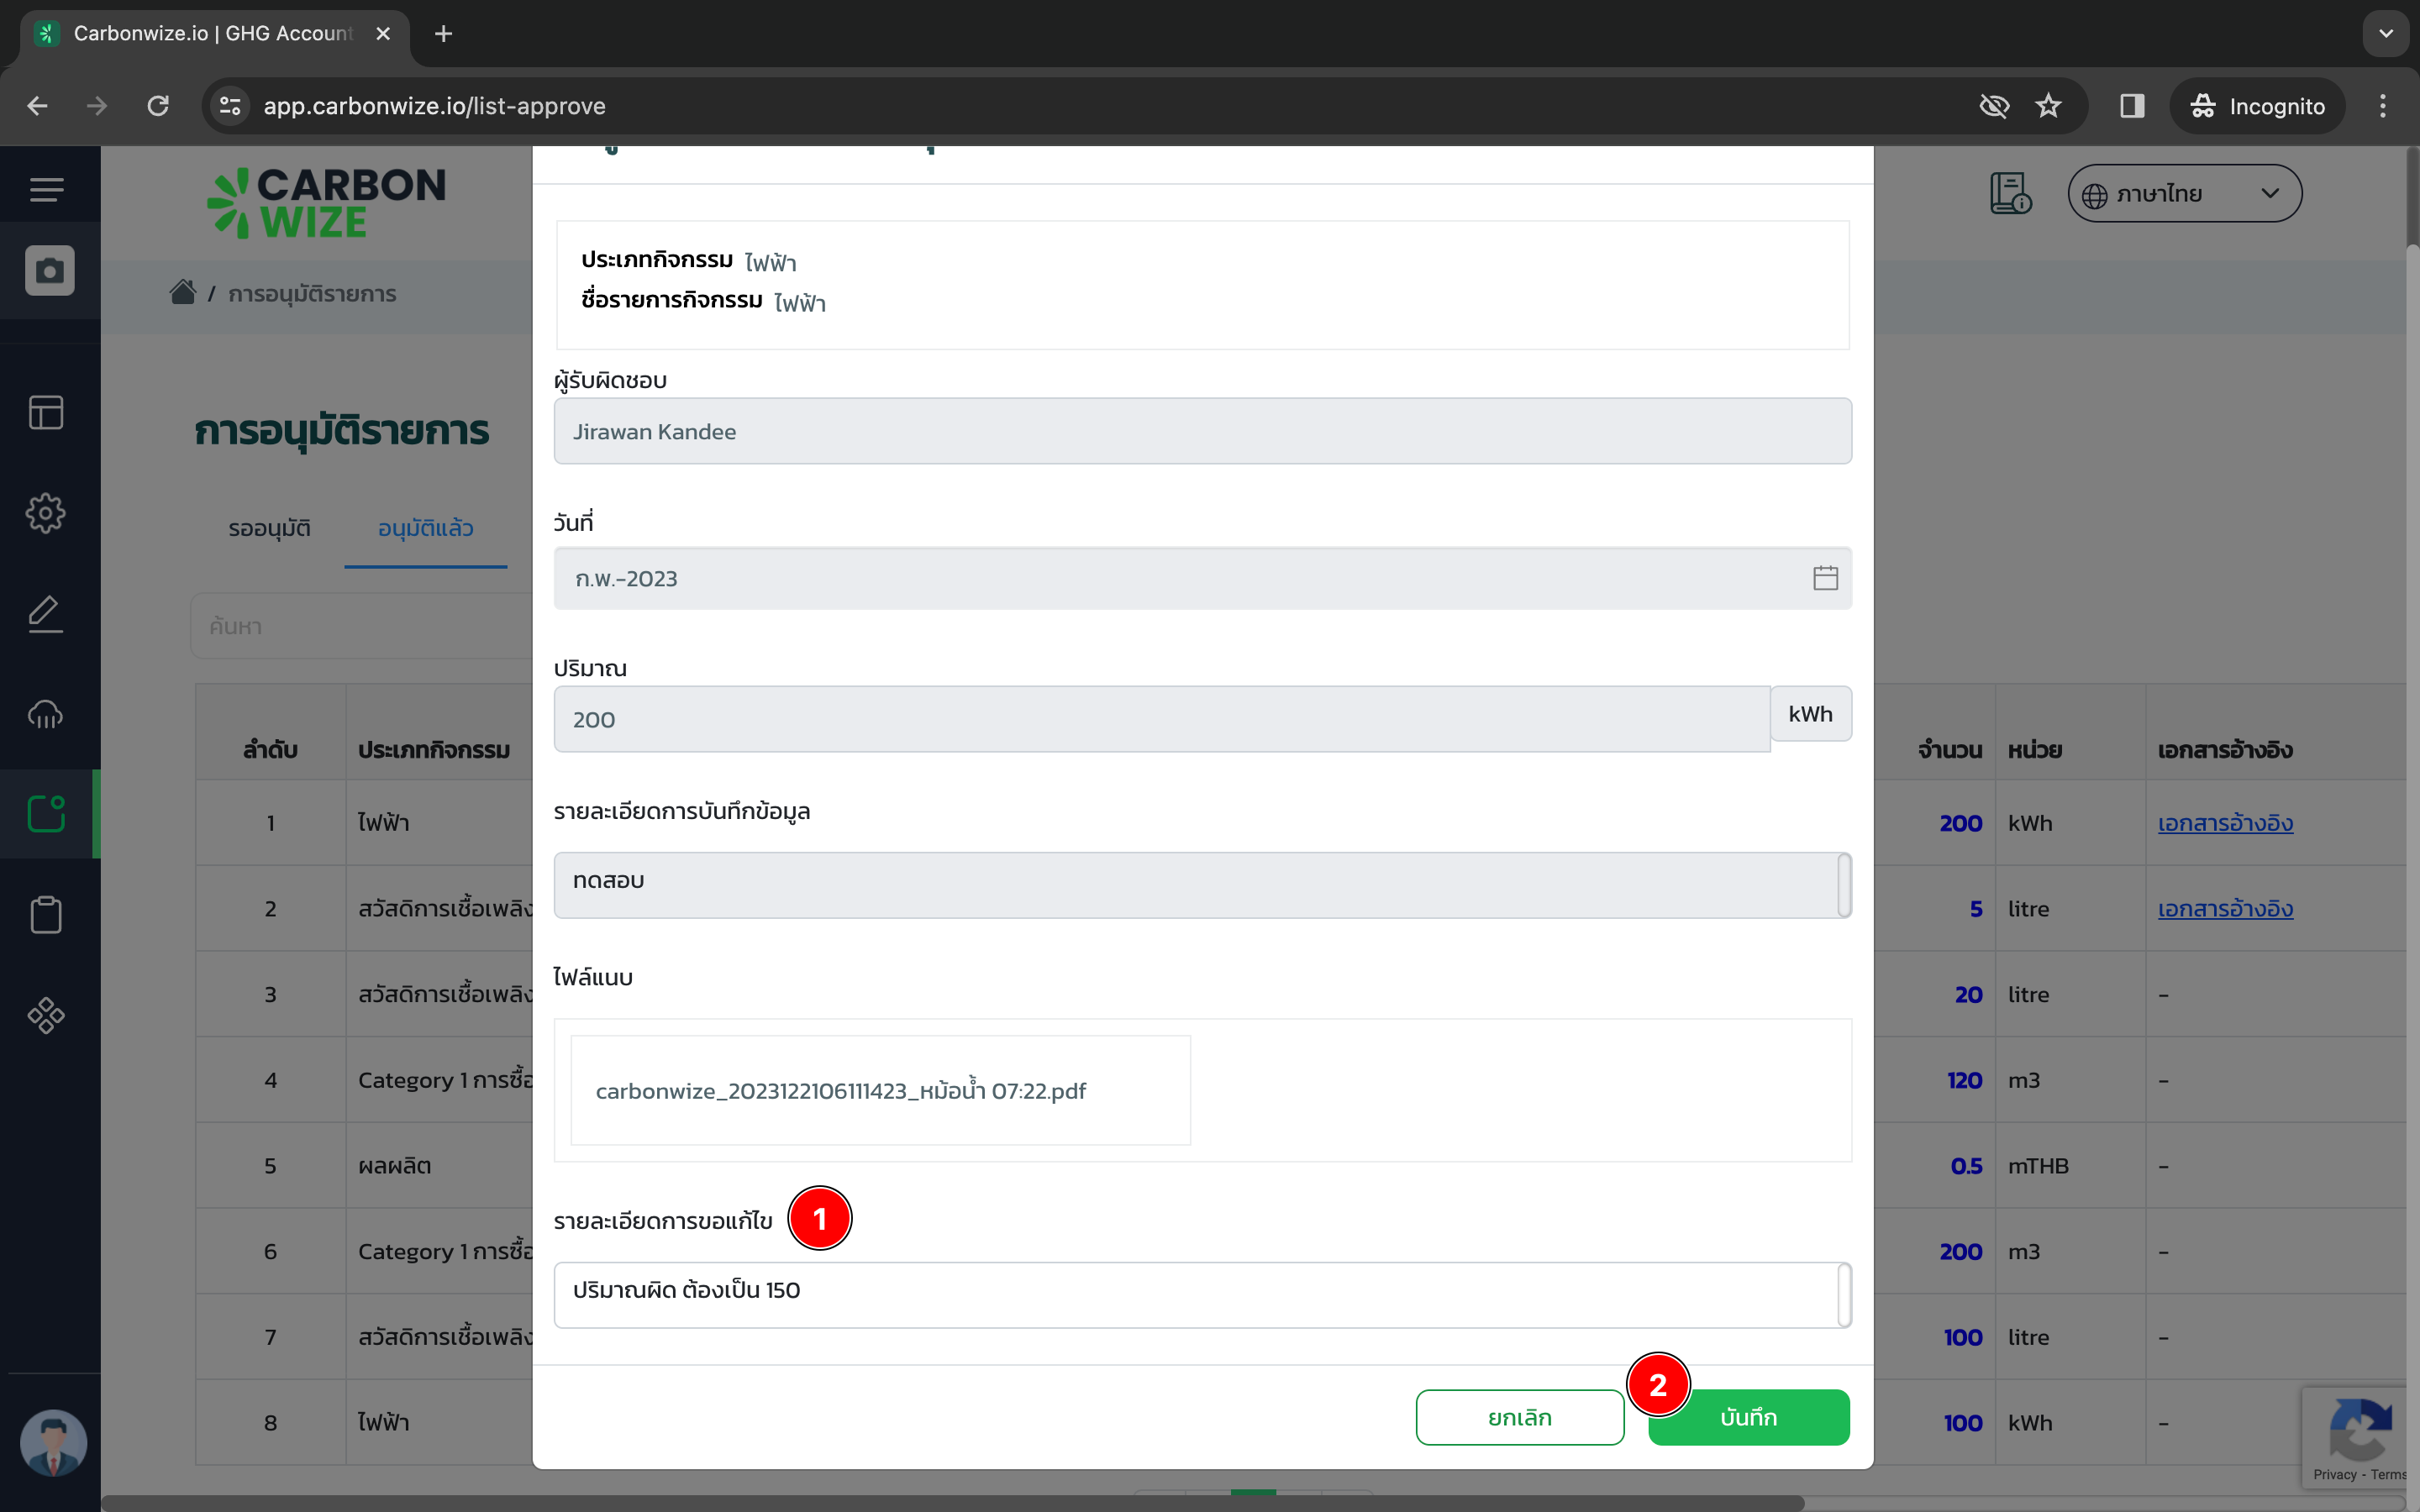 Carbonwize.io | GHG Account
app.carbonwize.io/list-approve
Incognito
CARBON
WIZE
ภาษาไทย
/ การอนุมัติรายการ
ประเภทกิจกรรม ไฟฟ้า
ชื่อรายการกิจกรรม ไฟฟ้า
การอนุมัติรายการ
รออนุมัติ อนุมัติแล้ว
ค้นหา
ผู้รับผิดชอบ
Jirawan Kandee
วันที่
ก.พ.-2023
ปริมาณ
200 kWh
รายละเอียดการบันทึกข้อมูล
ทดสอบ
ไฟล์แนบ
carbonwize_2023122106111423_หม้อน้ำ 07:22.pdf
รายละเอียดการขอแก้ไข 1
ปริมาณผิด ต้องเป็น 150
2
ยกเลิก บันทึก
ลำดับ ประเภทกิจกรรม จำนวน หน่วย เอกสารอ้างอิง
1 ไฟฟ้า 200 kWh เอกสารอ้างอิง
2 สวัสดิการเชื้อเพลิง 5 litre เอกสารอ้างอิง
3 สวัสดิการเชื้อเพลิง 20 litre -
4 Category 1 การซื้อ 120 m3 -
5 ผลผลิต 0.5 mTHB -
6 Category 1 การซื้อ 200 m3 -
7 สวัสดิการเชื้อเพลิง 100 litre -
8 ไฟฟ้า 100 kWh -
Privacy - Terms